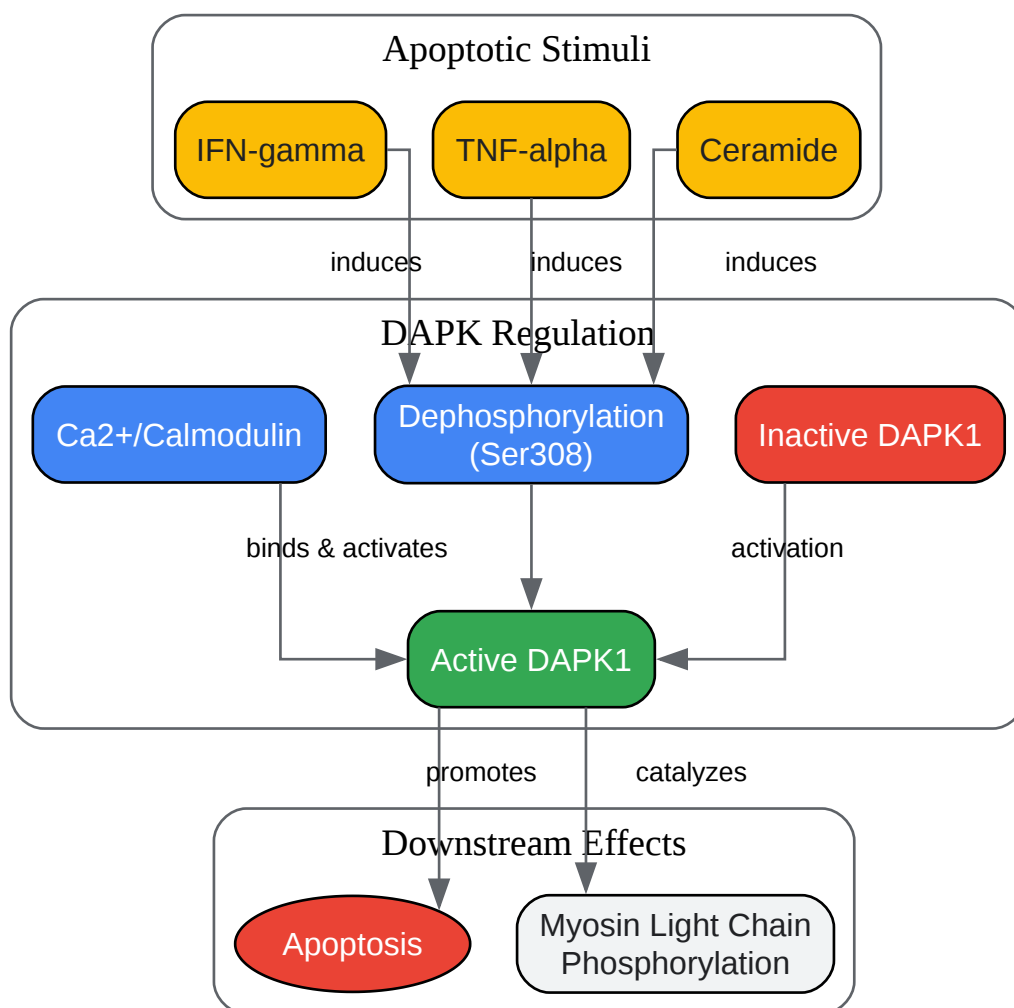 Apoptotic Stimuli
IFN-gamma
TNF-alpha
Ceramide
induces
induces
induces
DAPK Regulation
Ca2+/Calmodulin
Dephosphorylation
(Ser308)
Inactive DAPK1
binds & activates
activation
Active DAPK1
promotes
catalyzes
Downstream Effects
Apoptosis
Myosin Light Chain
Phosphorylation